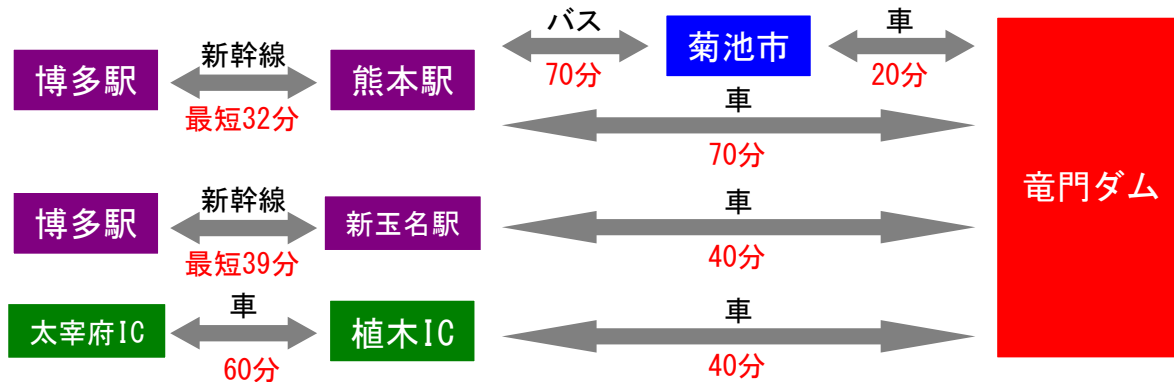 博多駅
新幹線
最短32分
熊本駅
バス
70分
菊池市
車
20分
車
70分
博多駅
新幹線
最短39分
新玉名駅
車
40分
太宰府IC
車
60分
植木IC
車
40分
竜門ダム